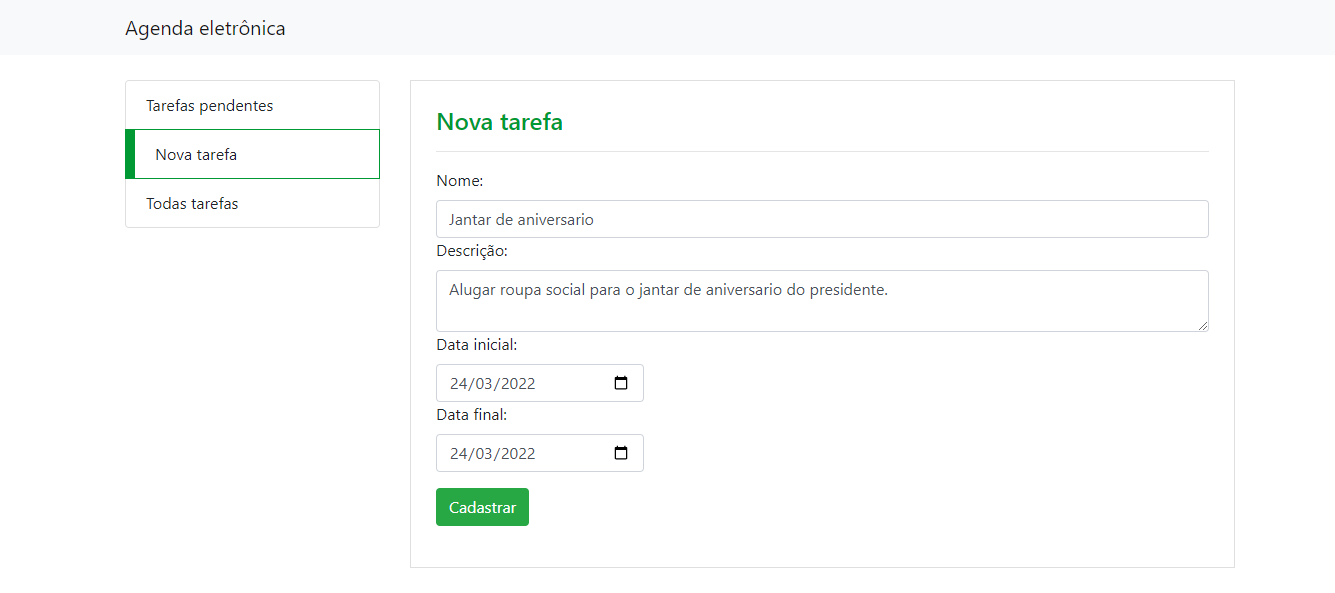 Agenda eletrônica
Tarefas pendentes
Nova tarefa
Todas tarefas
Nova tarefa
Nome:
Jantar de aniversario
Descrição:
Alugar roupa social para o jantar de aniversario do presidente.
Data inicial:
24/03/2022
Data final:
24/03/2022
Cadastrar